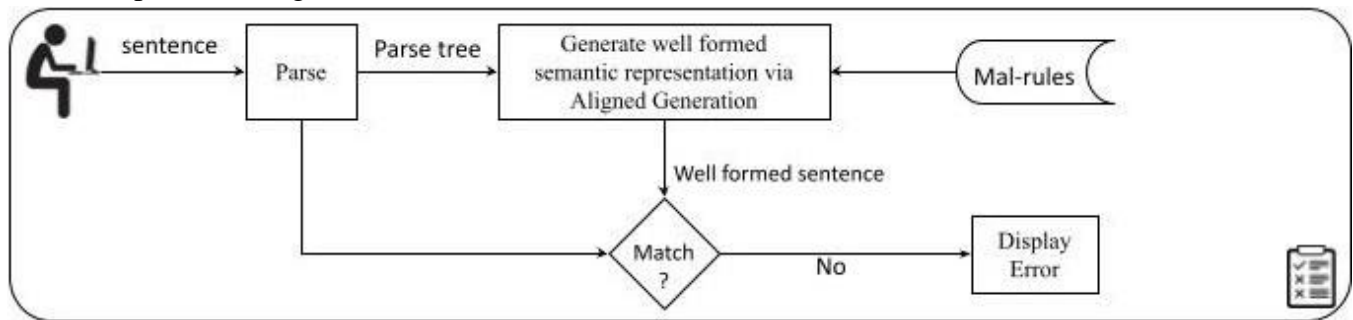 sentence
Parse
Parse tree
Generate well formed
semantic representation via
Aligned Generation
Mal-rules
Well formed sentence
Match
?
No
Display
Error